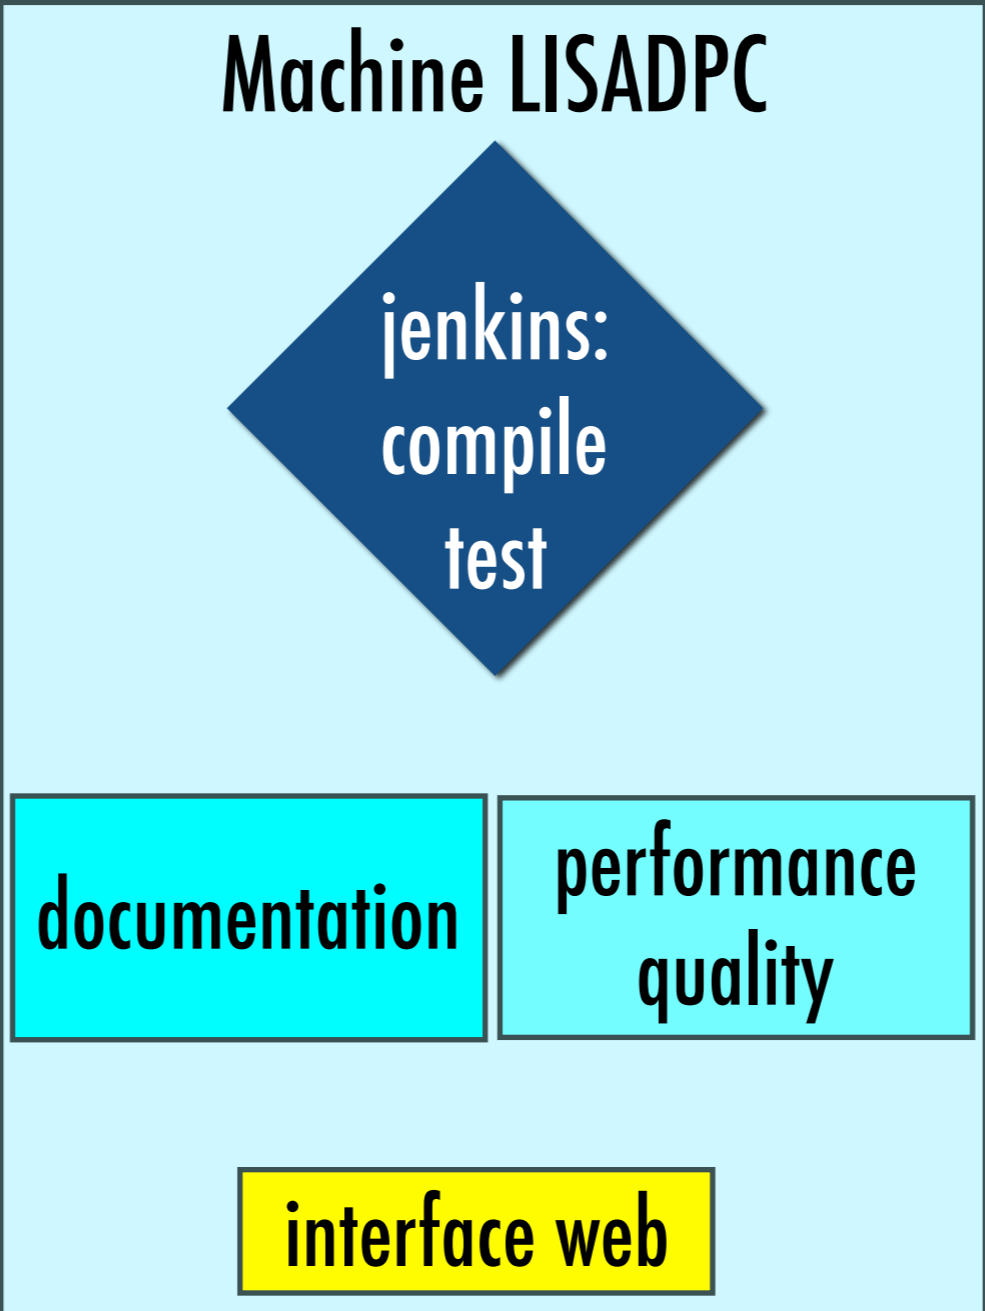 Machine LISADPC
jenkins:
compile
test
documentation
performance
quality
interface web